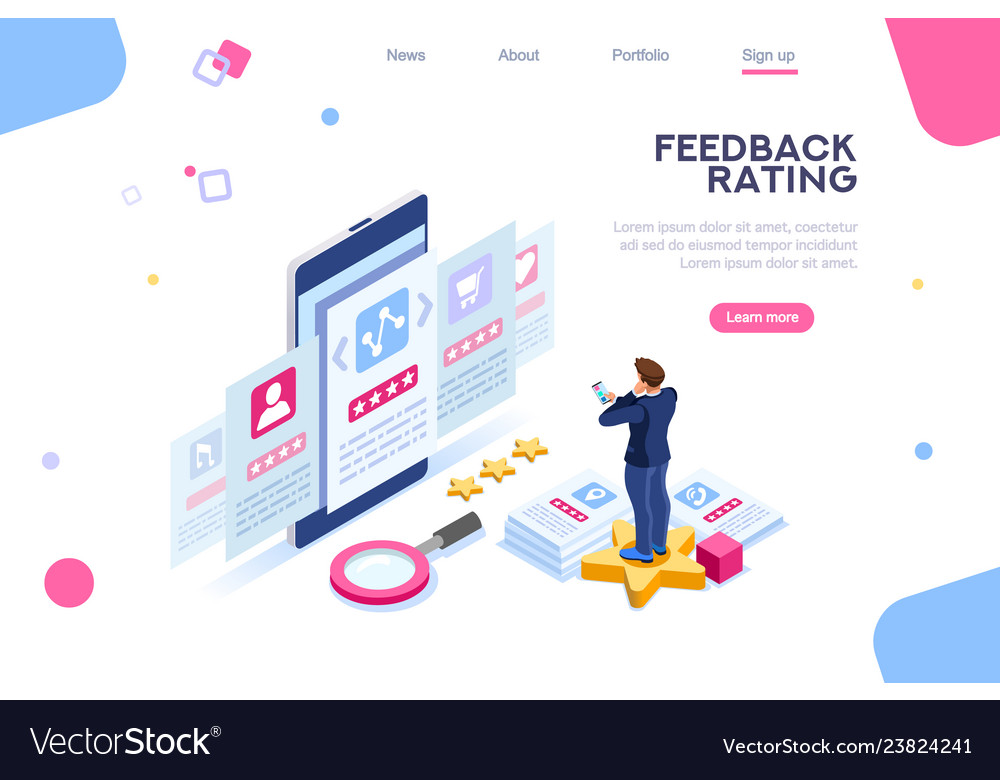 News About Portfolio Sign up
FEEDBACK
RATING
Lorem ipsum dolor sit amet, coectetur
adi sed do eiusmod tempor incididunt
Lorem ipsum dolor sit amet.
Learn more
VectorStock®
VectorStock.com/23824241